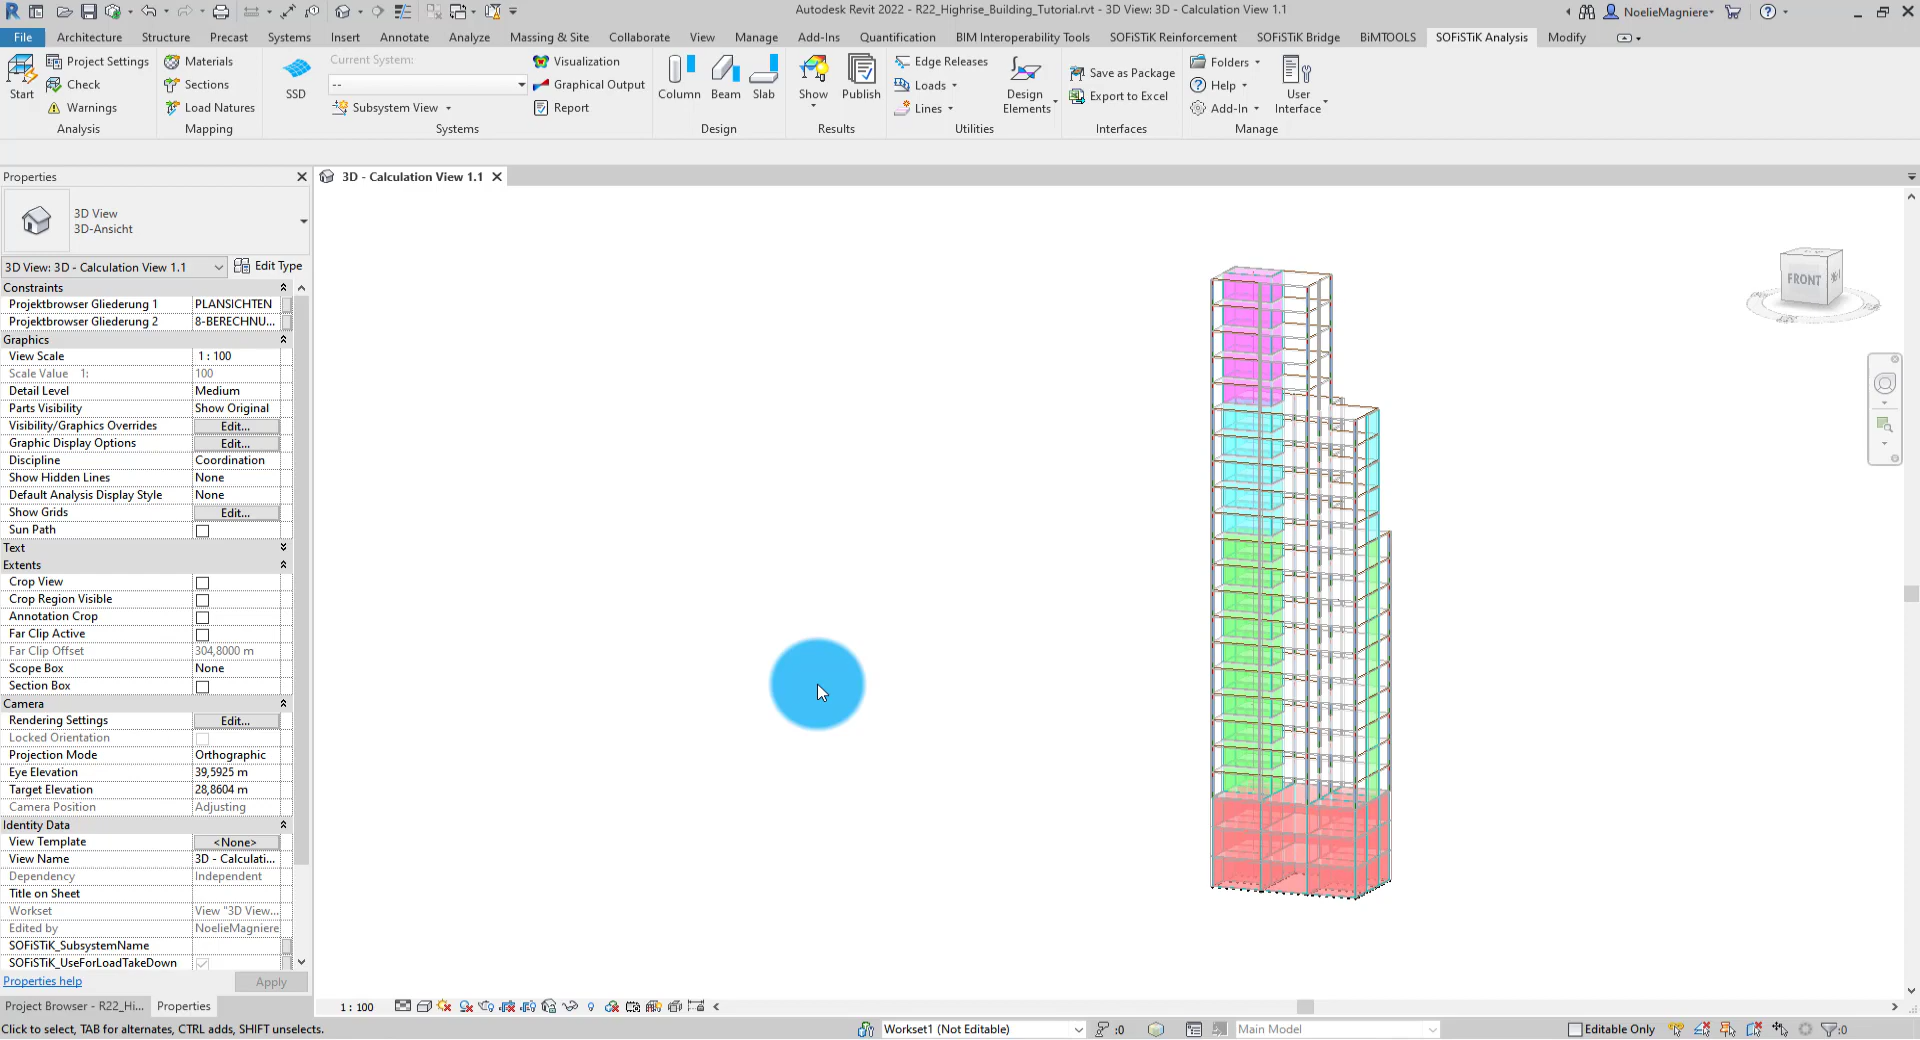 Autodesk Revit 2022 - R22_Highrise_Building_Tutorial.rvt - 3D View: 3D - Calculation View 1.1
NoelieMagniere
File Architecture Structure Precast Systems Insert Annotate Analyze Massing & Site Collaborate View Manage Add-Ins Quantification BIM Interoperability Tools SOFiSTiK Reinforcement SOFiSTiK Bridge BiMTOOLS SOFiSTiK Analysis Modify
Start
Project Settings
Check
Warnings
Analysis
Materials
Sections
Load Natures
Mapping
SSD
Current System:
--
Subsystem View
Visualization
Graphical Output
Report
Systems
Column
Beam
Slab
Design
Show
Publish
Results
Edge Releases
Loads
Lines
Design
Elements
Utilities
Save as Package
Export to Excel
Interfaces
Folders
Help
Add-In
User
Interface
Manage
Properties
3D - Calculation View 1.1
3D View
3D-Ansicht
3D View: 3D - Calculation View 1.1 Edit Type
Constraints
Projektbrowser Gliederung 1 PLANSICHTEN
Projektbrowser Gliederung 2 8-BERECHNU...
Graphics
View Scale 1 : 100
Scale Value 1: 100
Detail Level Medium
Parts Visibility Show Original
Visibility/Graphics Overrides Edit...
Graphic Display Options Edit...
Discipline Coordination
Show Hidden Lines None
Default Analysis Display Style None
Show Grids Edit...
Sun Path
Text
Extents
Crop View
Crop Region Visible
Annotation Crop
Far Clip Active
Far Clip Offset 304,8000 m
Scope Box None
Section Box
Camera
Rendering Settings Edit...
Locked Orientation
Projection Mode Orthographic
Eye Elevation 39,5925 m
Target Elevation 28,8604 m
Camera Position Adjusting
Identity Data
View Template <None>
View Name 3D - Calculati...
Dependency Independent
Title on Sheet
Workset View "3D View...
Edited by NoelieMagniere
SOFiSTiK_SubsystemName
SOFiSTiK_UseForLoadTakeDown
Properties help Apply
Project Browser - R22_Hi... Properties
FRONT
1 : 100
Click to select, TAB for alternates, CTRL adds, SHIFT unselects.
Workset1 (Not Editable)
:0
Main Model
Editable Only
:0